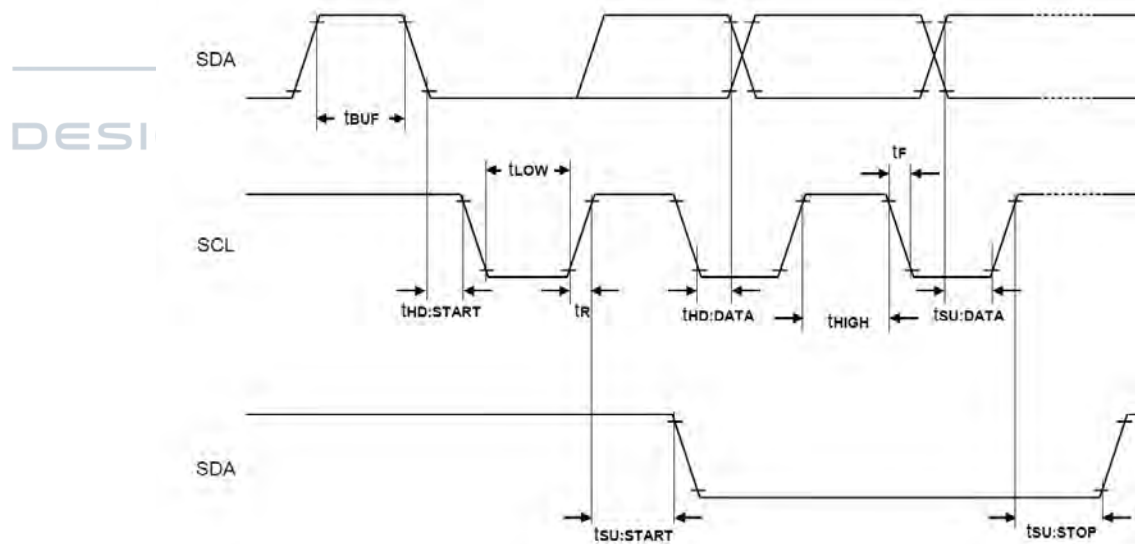 SDA
tBUF
DESI
tLOW
tF
SCL
tHD:START
tR
tHD:DATA
tHIGH
tSU:DATA
SDA
tSU:START
tSU:STOP